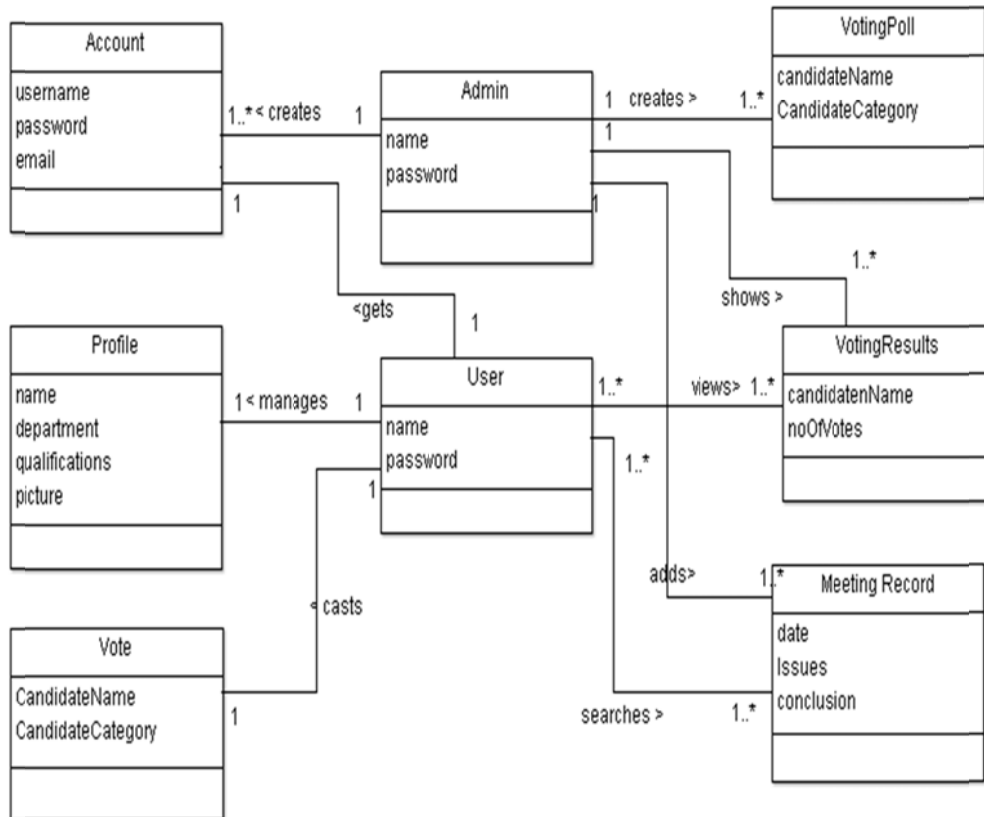 Account
username
password
email
1..* < creates 1
1
Admin
name
password
1 creates > 1..*
1
1
VotingPoll
candidateName
CandidateCategory
1..*
shows >
<gets
1
Profile
name
department
qualifications
picture
1 < manages 1
User
name
password
1..* views> 1..*
1..*
1
VotingResults
candidatenName
noOfVotes
adds> 1..*
< casts
Meeting Record
date
Issues
conclusion
Vote
CandidateName
CandidateCategory
1
searches > 1..*